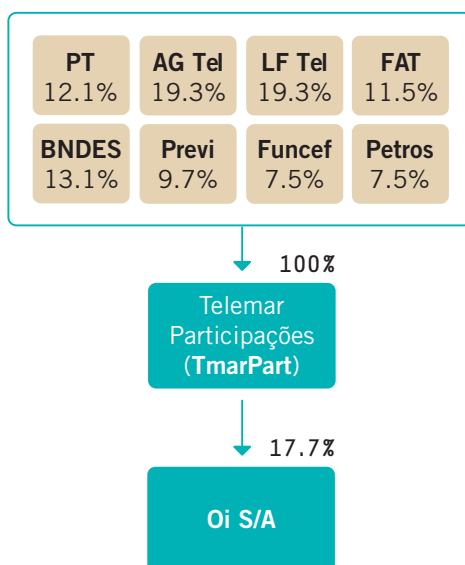 PT
12.1%
AG Tel
19.3%
LF Tel
19.3%
FAT
11.5%
BNDES
13.1%
Previ
9.7%
Funcef
7.5%
Petros
7.5%
100%
Telemar
Participações
(TmarPart)
17.7%
Oi S/A